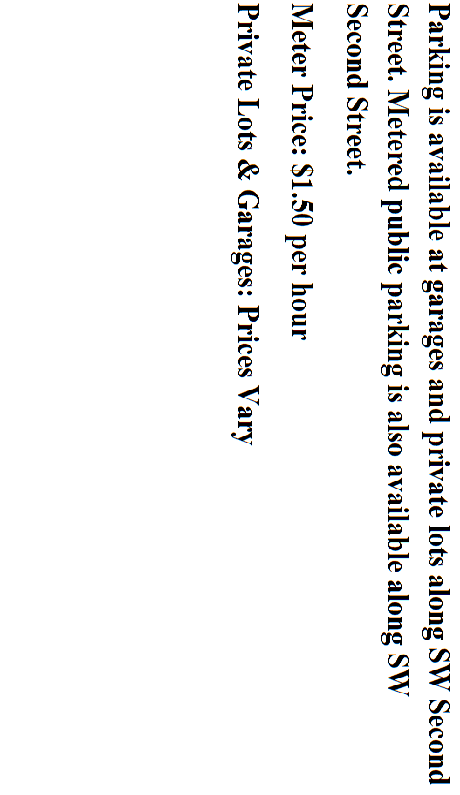 Parking is available at garages and private lots along SW Second
Street. Metered public parking is also available along SW
Second Street.
Meter Price: $1.50 per hour
Private Lots & Garages: Prices Vary